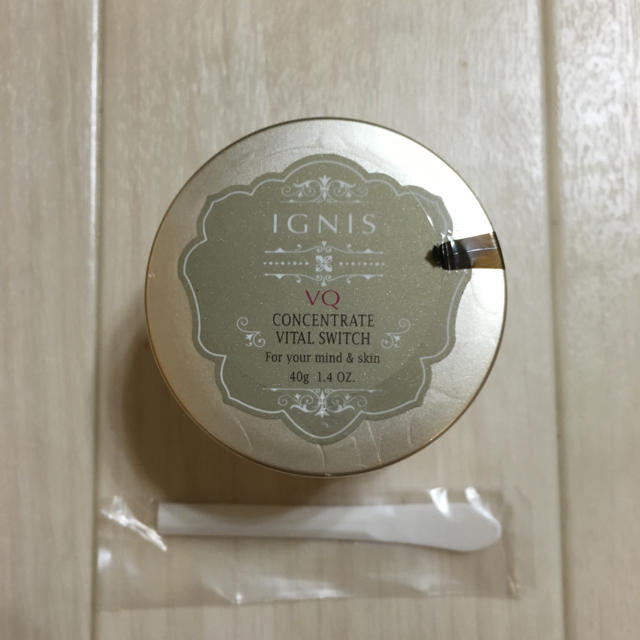 IGNIS
VQ
CONCENTRATE
VITAL SWITCH
For your mind & skin
40g 1.4 OZ.